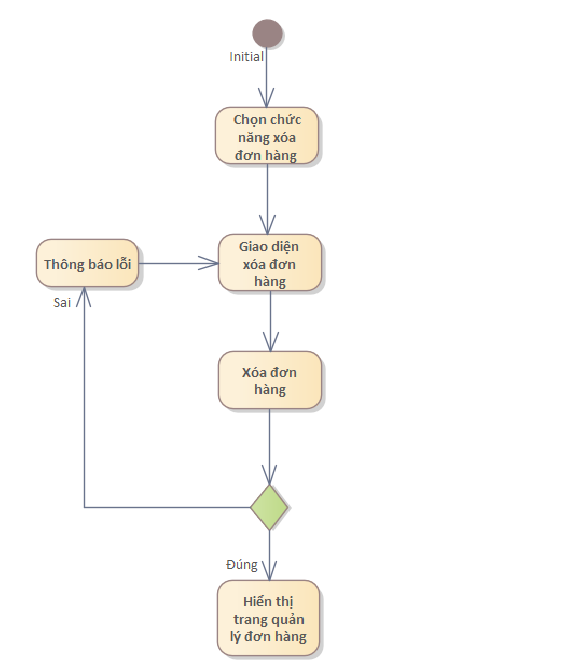 Initial
Chọn chức
năng xóa
đơn hàng
Giao diện
xóa đơn
hàng
Thông báo lỗi
Sai
Xóa đơn
hàng
Đúng
Hiển thị
trang quản
lý đơn hàng